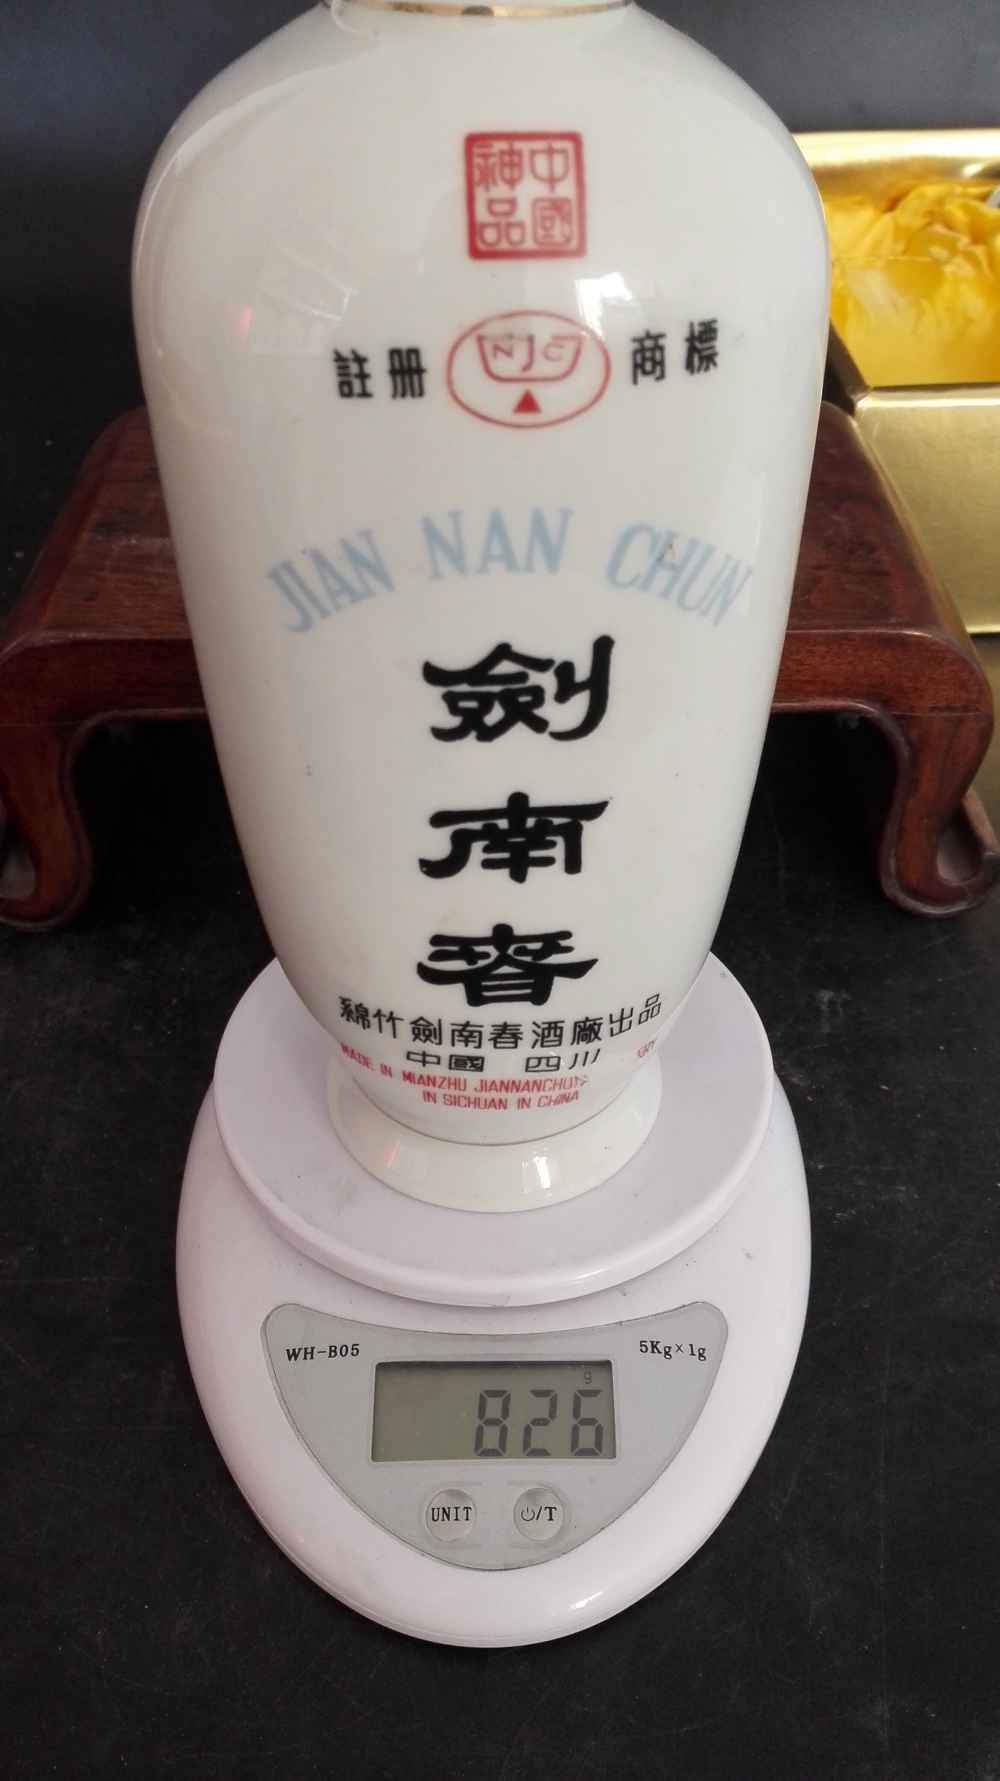 中國
神品
註册 NJC 商標
JIAN NAN CHUN
劍
南
春
綿竹劍南春酒廠出品
中國 四川
MADE IN MIANZHU JIANNANCHUN
IN SICHUAN IN CHINA
WH-B05 5Kg×1g
g
826
UNIT ⏻/T